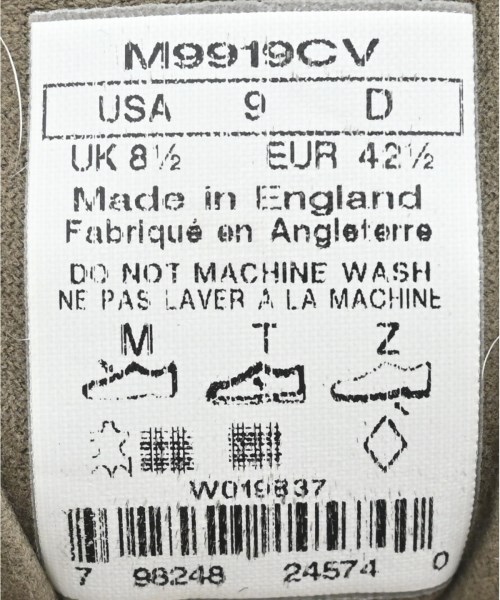 M9919CV
USA 9 D
UK 8½ EUR 42½
Made in England
Fabriqué en Angleterre
DO NOT MACHINE WASH
NE PAS LAVER A LA MACHINE
M T Z
W019837
7 98248 24574 0